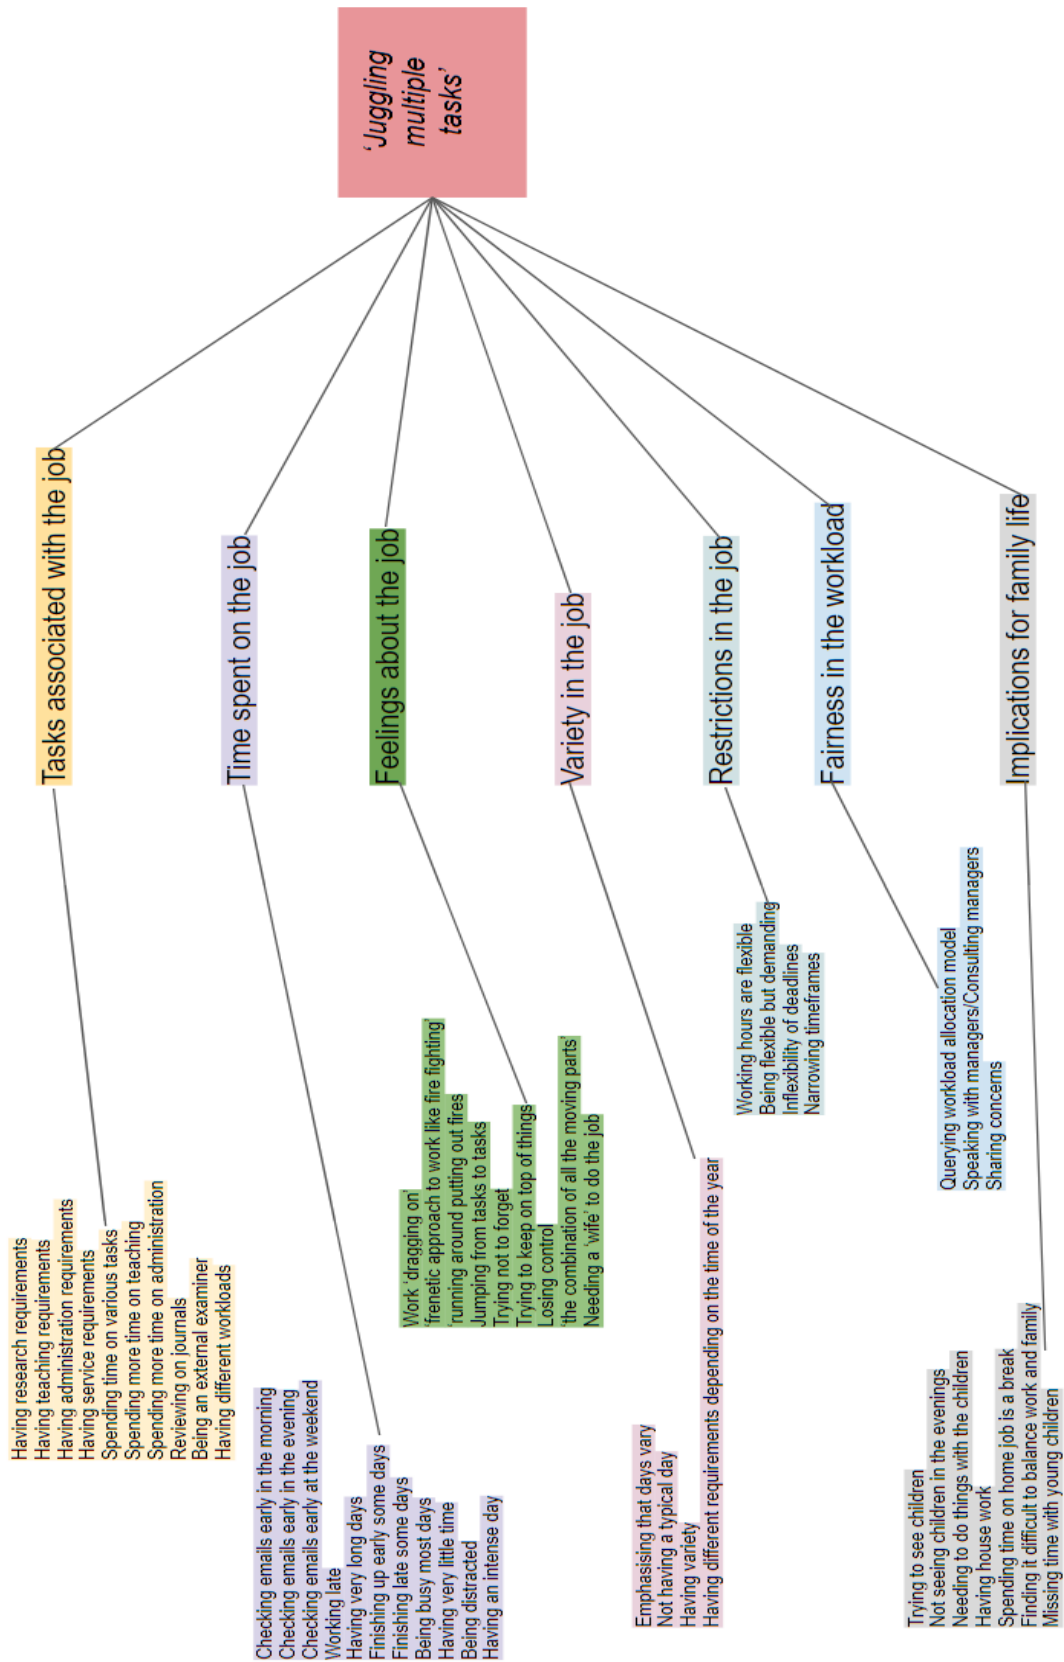 Having research requirements
Having teaching requirements
Having administration requirements
Having service requirements
Spending time on various tasks
Spending more time on teaching
Spending more time on administration
Reviewing on journals
Being an external examiner
Having different workloads
Tasks associated with the job
Checking emails early in the morning
Checking emails early in the evening
Checking emails early at the weekend
Working late
Having very long days
Finishing up early some days
Finishing late some days
Being busy most days
Having very little time
Being distracted
Having an intense day
Time spent on the job
Work 'dragging on'
'frenetic approach to work like fire fighting'
'running around putting out fires
Jumping from tasks to tasks
Trying not to forget
Trying to keep on top of things
Losing control
'the combination of all the moving parts'
Needing a 'wife' to do the job
Feelings about the job
‘Juggling
multiple
tasks’
Emphasising that days vary
Not having a typical day
Having variety
Having different requirements depending on the time of the year
Variety in the job
Working hours are flexible
Being flexible but demanding
Inflexibility of deadlines
Narrowing timeframes
Restrictions in the job
Querying workload allocation model
Speaking with managers/Consulting managers
Sharing concerns
Fairness in the workload
Trying to see children
Not seeing children in the evenings
Needing to do things with the children
Having house work
Spending time on home job is a break
Finding it difficult to balance work and family
Missing time with young children
Implications for family life